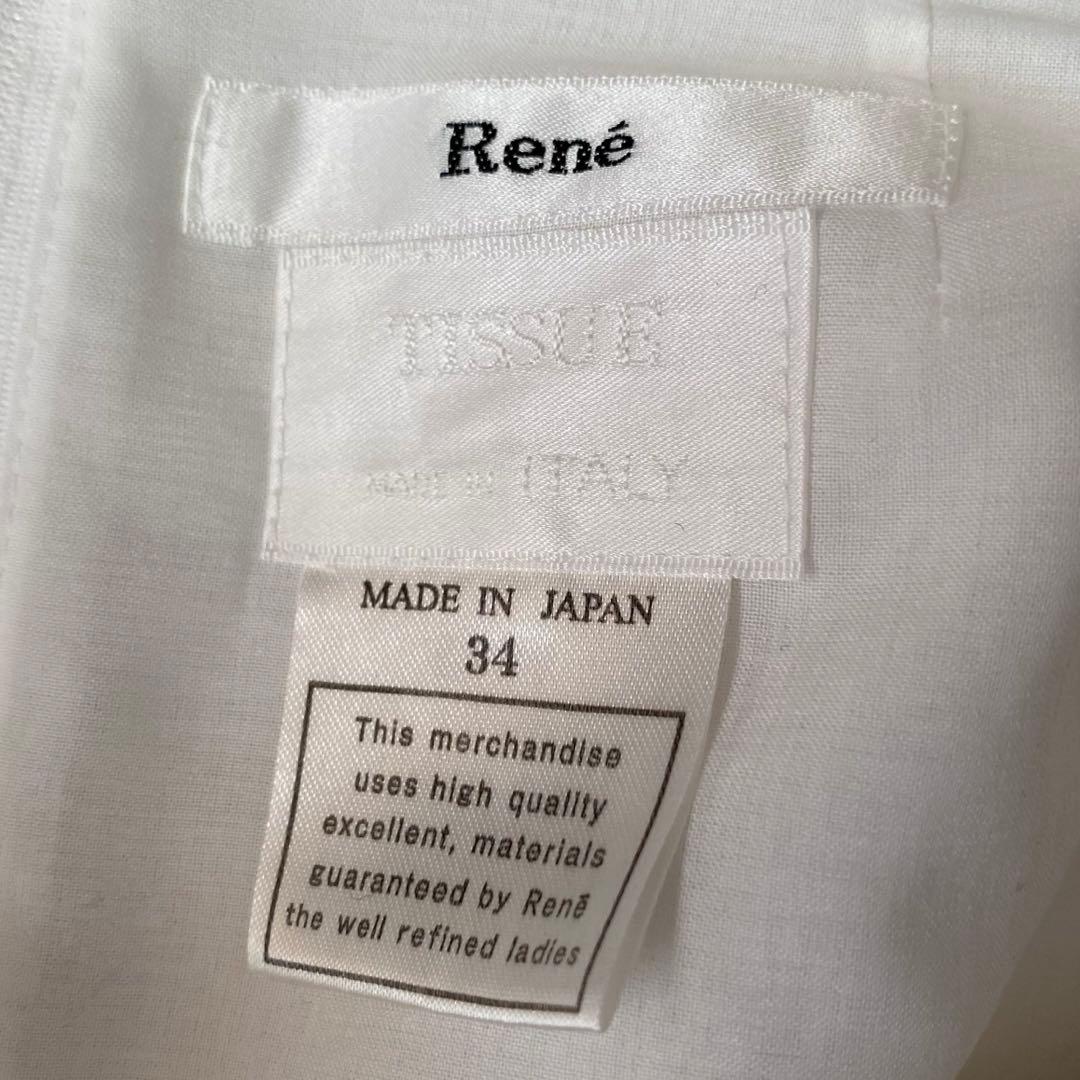 René
TISSUE
MADE IN ITALY
MADE IN JAPAN
34
This merchandise
uses high quality
excellent, materials
guaranteed by René
the well refined ladies